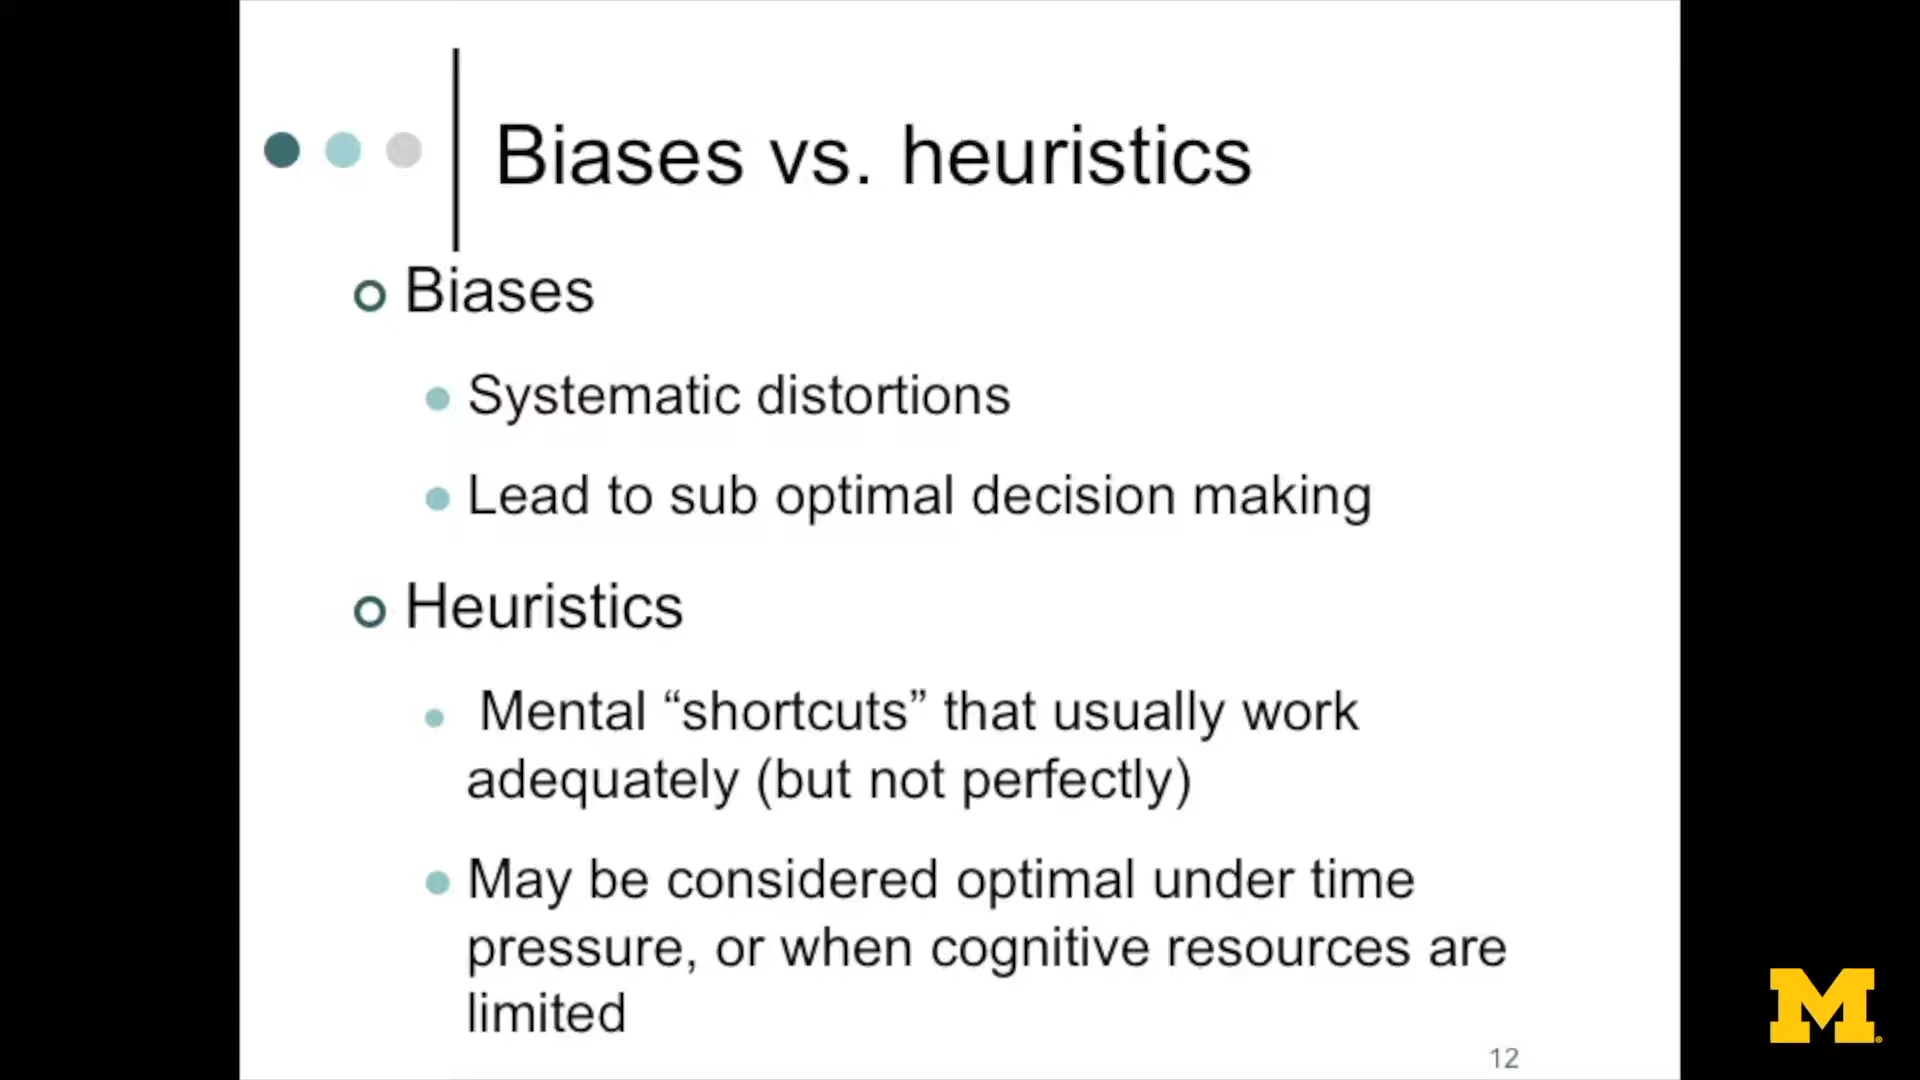 Biases vs. heuristics
Biases
Systematic distortions
Lead to sub optimal decision making
Heuristics
Mental “shortcuts” that usually work
adequately (but not perfectly)
May be considered optimal under time
pressure, or when cognitive resources are
limited
12
M®